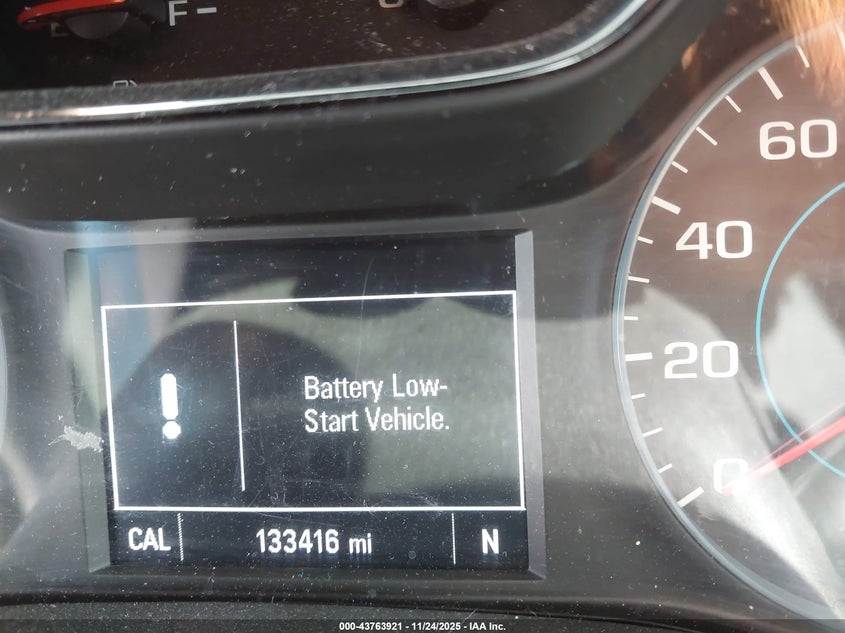 E F
60
40
20
0
Battery Low-
Start Vehicle.
CAL 133416 mi N
000-43763921 - 11/24/2025 - IAA Inc.